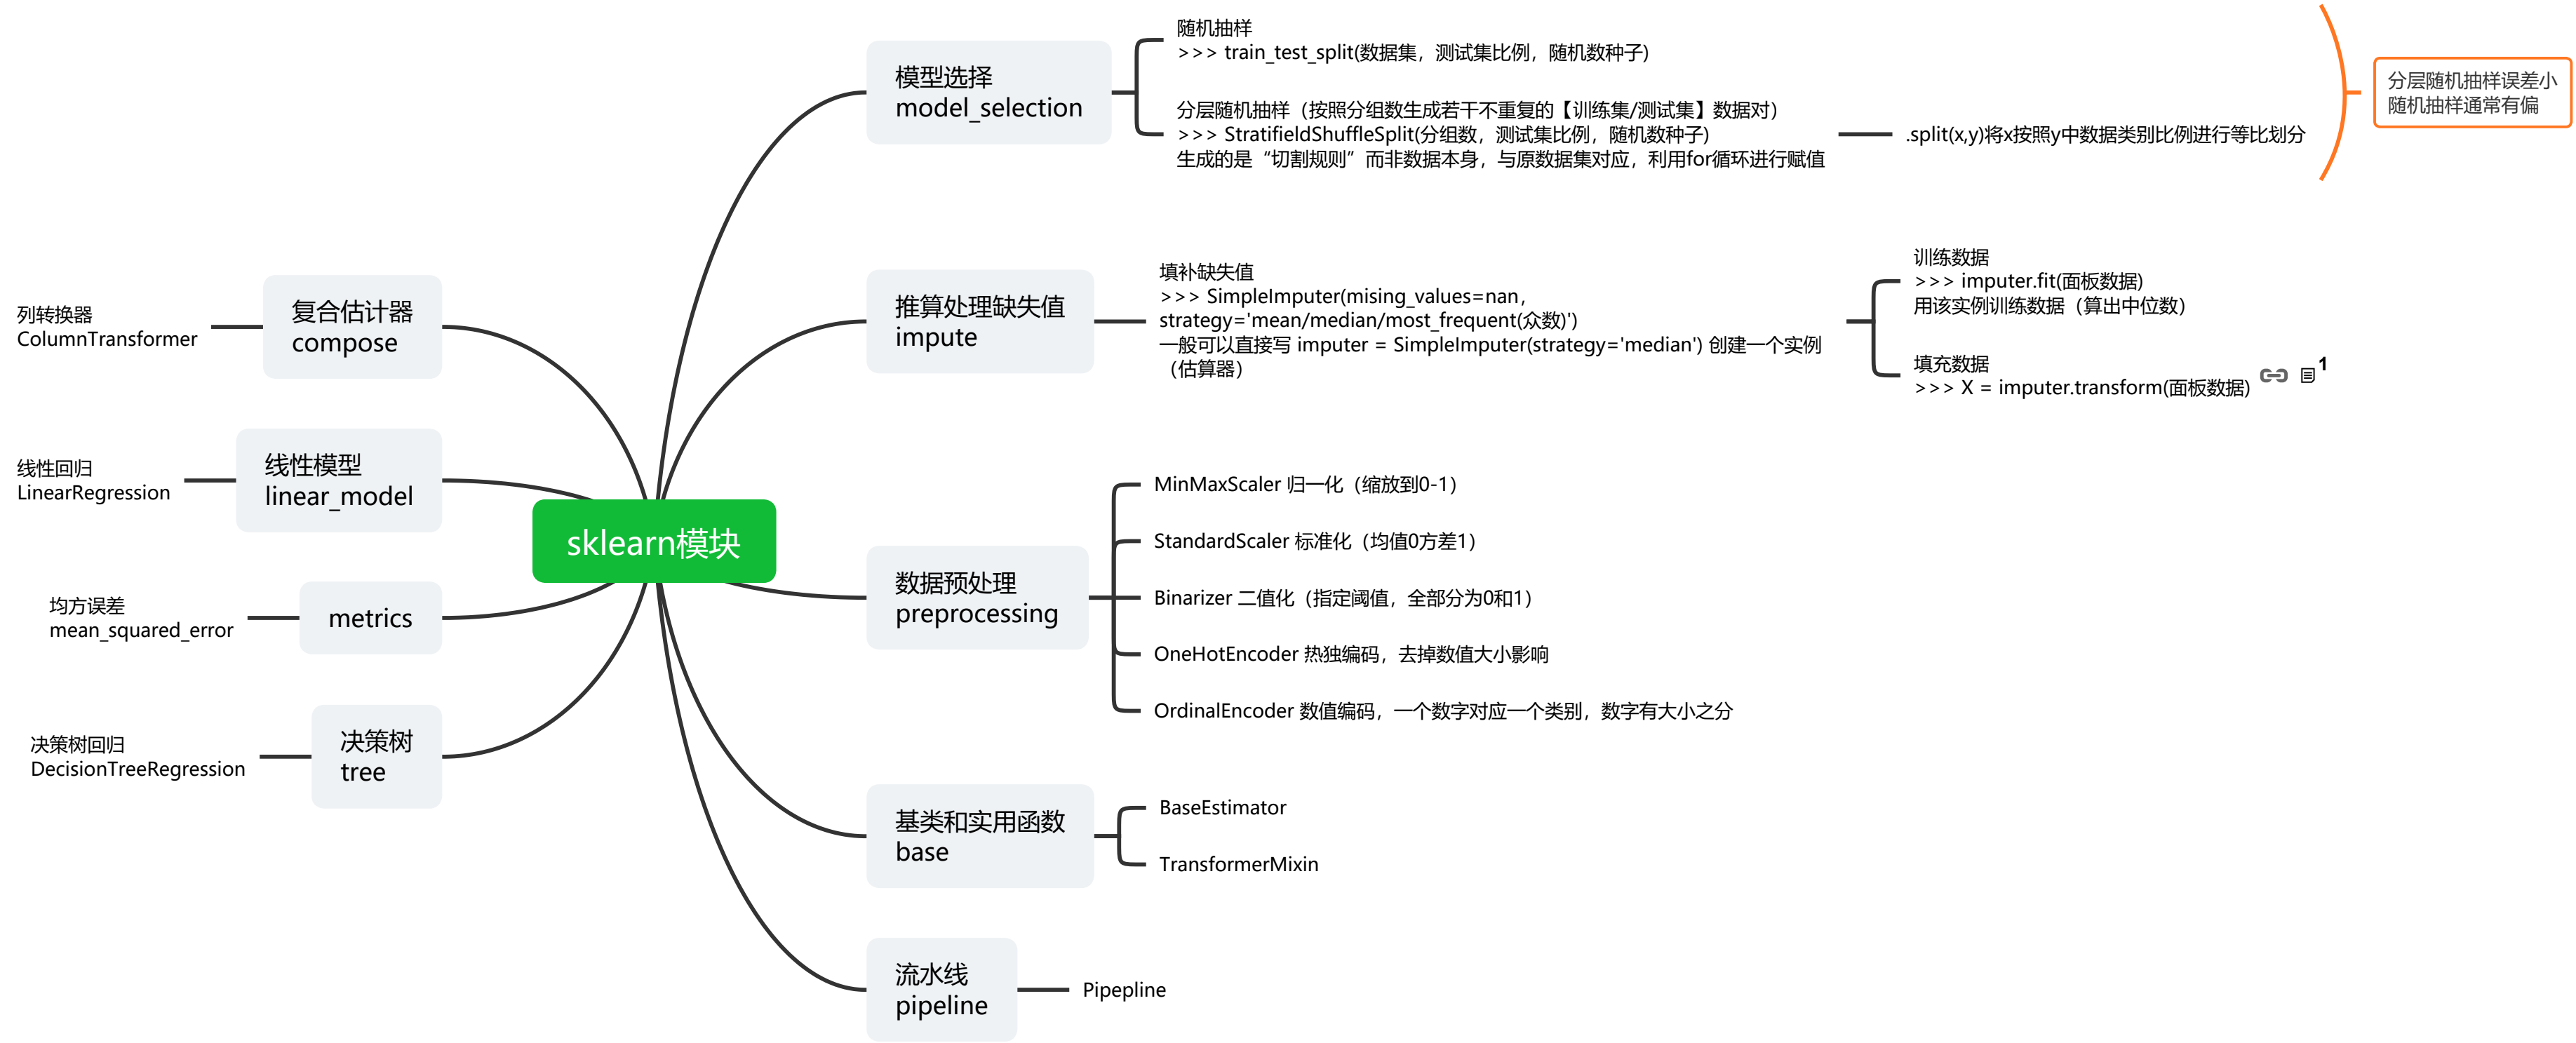 sklearn模块
模型选择
model_selection
随机抽样
>>> train_test_split(数据集，测试集比例，随机数种子)
分层随机抽样（按照分组数生成若干不重复的【训练集/测试集】数据对）
>>> StratifieldShuffleSplit(分组数，测试集比例，随机数种子)
生成的是“切割规则”而非数据本身，与原数据集对应，利用for循环进行赋值
.split(x,y)将x按照y中数据类别比例进行等比划分
分层随机抽样误差小
随机抽样通常有偏
推算处理缺失值
impute
填补缺失值
>>> SimpleImputer(mising_values=nan,
strategy='mean/median/most_frequent(众数)')
一般可以直接写 imputer = SimpleImputer(strategy='median') 创建一个实例
（估算器）
训练数据
>>> imputer.fit(面板数据)
用该实例训练数据（算出中位数）
填充数据
>>> X = imputer.transform(面板数据)
1
数据预处理
preprocessing
MinMaxScaler 归一化（缩放到0-1）
StandardScaler 标准化（均值0方差1）
Binarizer 二值化（指定阈值，全部分为0和1）
OneHotEncoder 热独编码，去掉数值大小影响
OrdinalEncoder 数值编码，一个数字对应一个类别，数字有大小之分
基类和实用函数
base
BaseEstimator
TransformerMixin
流水线
pipeline
Pipepline
复合估计器
compose
列转换器
ColumnTransformer
线性模型
linear_model
线性回归
LinearRegression
metrics
均方误差
mean_squared_error
决策树
tree
决策树回归
DecisionTreeRegression